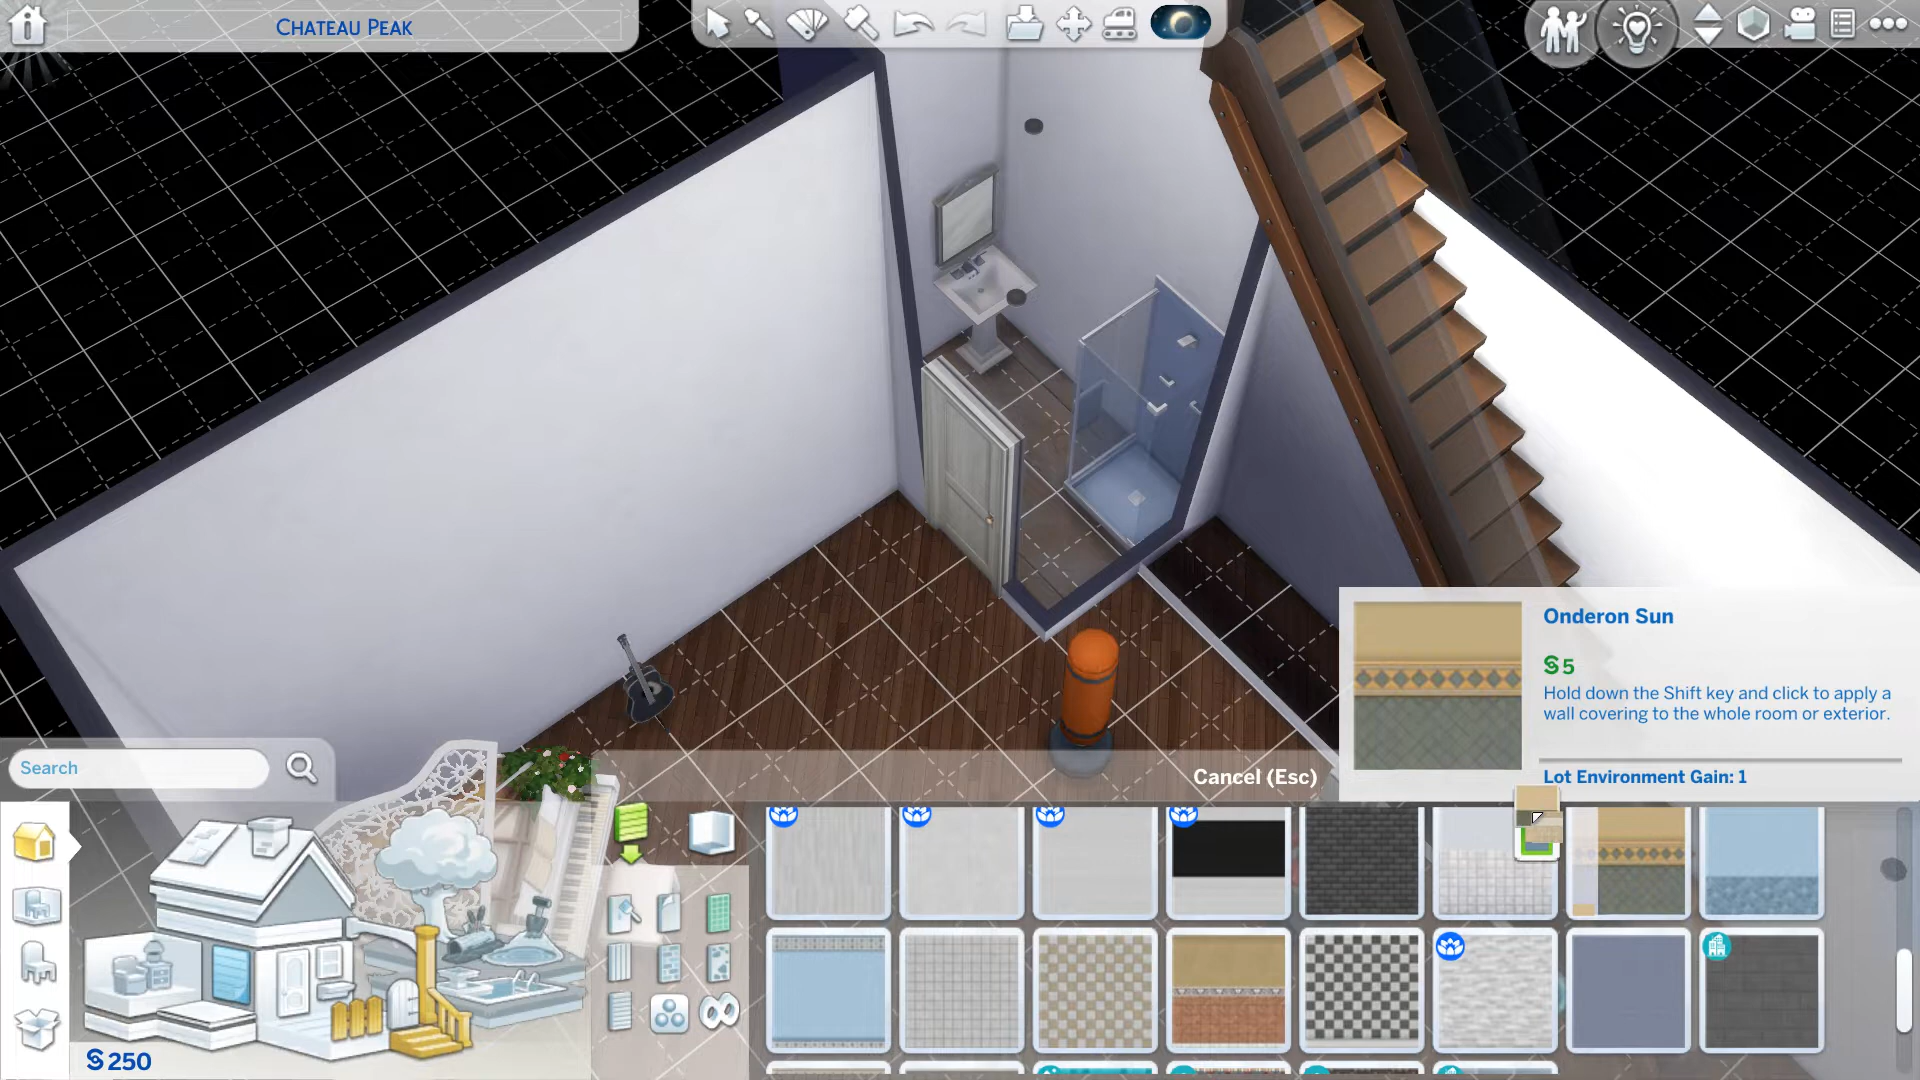 CHATEAU PEAK
Onderon Sun
§5
Hold down the Shift key and click to apply a
wall covering to the whole room or exterior.
Lot Environment Gain: 1
Search
Cancel (Esc)
§250